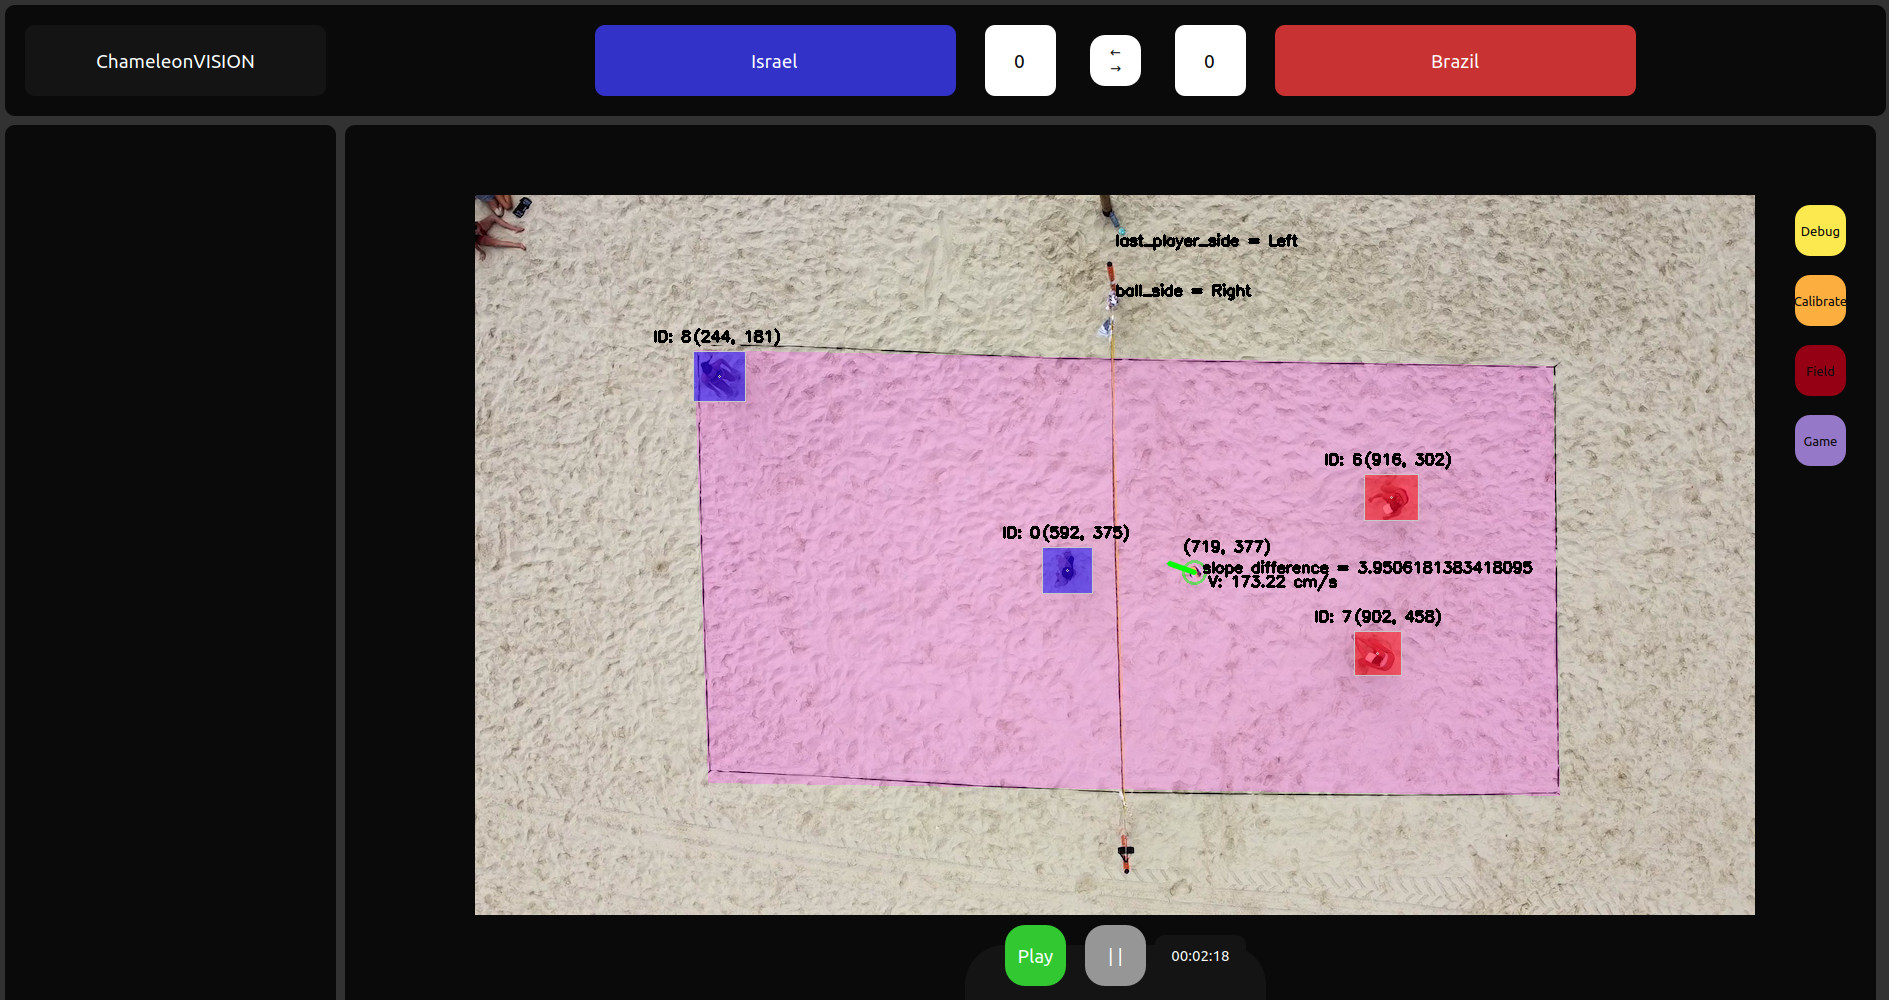 ChameleonVISION
Israel
0
←
→
0
Brazil
last_player_side = Left
ball_side = Right
ID: 8(244, 181)
ID: 6(916, 302)
ID: 0(592, 375)
(719, 377)
slope difference = 3.9506181383418095
V: 173.22 cm/s
ID: 7(902, 458)
Debug
Calibrate
Field
Game
Play
||
00:02:18